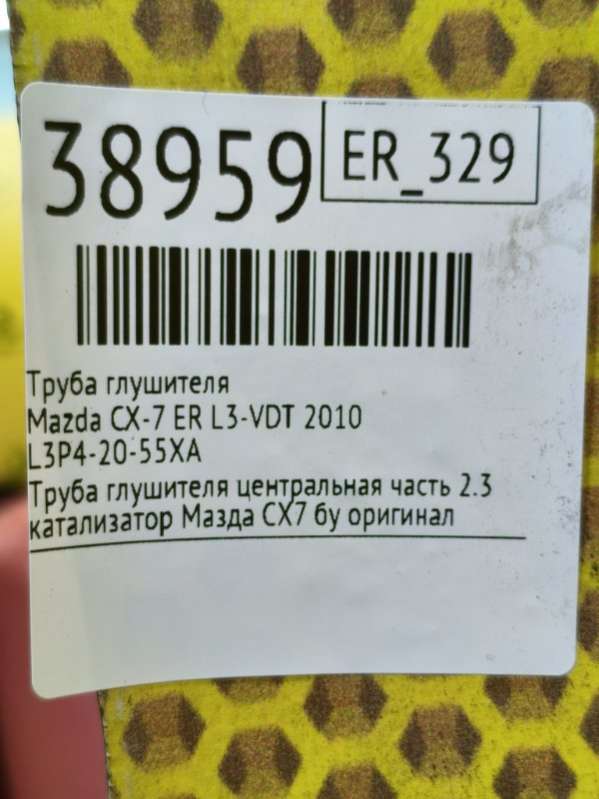 38959
ER_329
Труба глушителя
Mazda CX-7 ER L3-VDT 2010
L3P4-20-55XA
Труба глушителя центральная часть 2.3
катализатор Мазда СХ7 бу оригинал